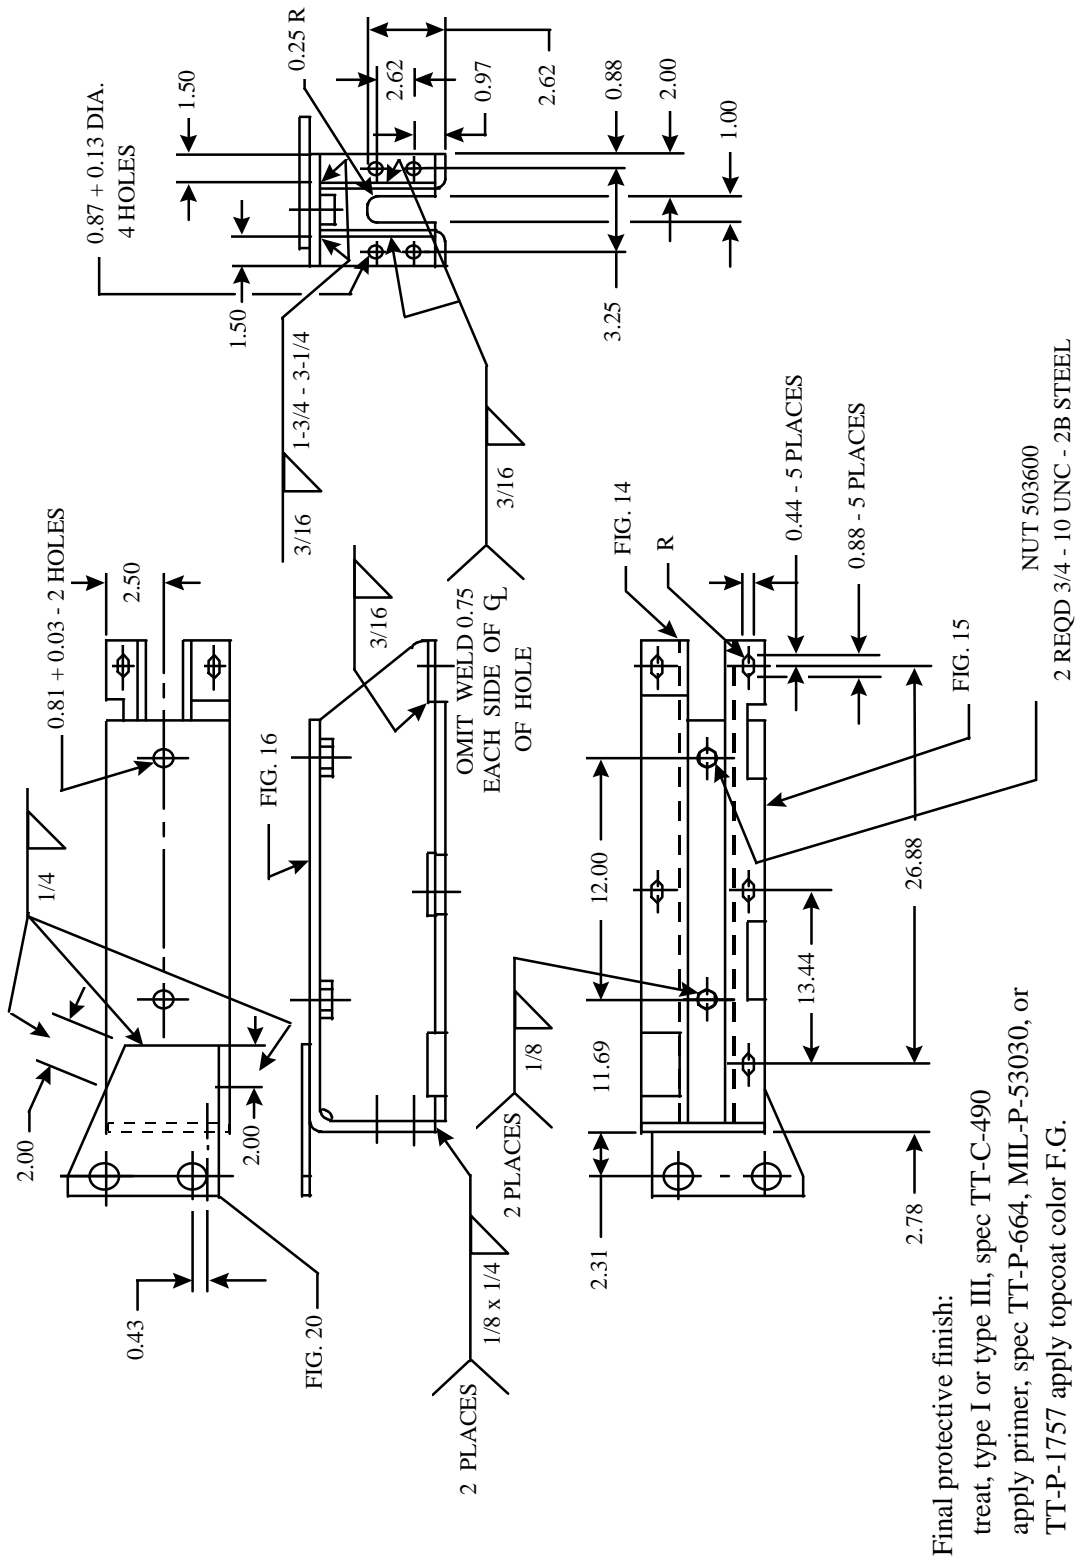 0.87 + 0.13 DIA.
4 HOLES
1.50
0.25 R
2.62
0.97
2.62
0.88
2.00
1.00
1.50
3.25
1-3/4 - 3-1/4
3/16
3/16
0.81 + 0.03 - 2 HOLES
2.50
1/4
2.00
2.00
0.43
FIG. 20
FIG. 16
3/16
OMIT WELD 0.75
EACH SIDE OF CL
OF HOLE
1/8 x 1/4
2 PLACES
1/8
2 PLACES
FIG. 14
R
0.44 - 5 PLACES
0.88 - 5 PLACES
FIG. 15
NUT 503600
2 REQD 3/4 - 10 UNC - 2B STEEL
12.00
11.69
2.31
26.88
13.44
2.78
Final protective finish:
treat, type I or type III, spec TT-C-490
apply primer, spec TT-P-664, MIL-P-53030, or
TT-P-1757 apply topcoat color F.G.